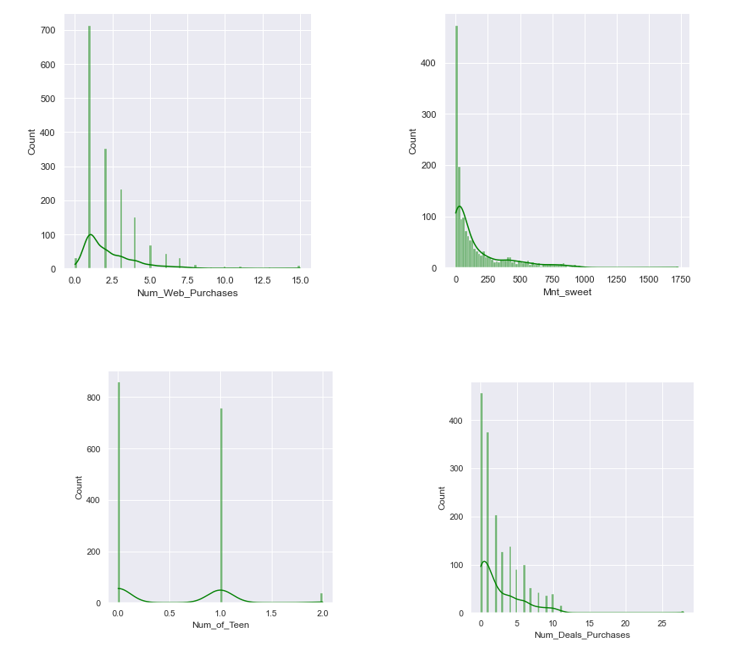 700
600
500
400
300
200
100
0
Count
0.0 2.5 5.0 7.5 10.0 12.5 15.0
Num_Web_Purchases
400
300
200
100
0
Count
0 250 500 750 1000 1250 1500 1750
Mnt_sweet
800
600
400
200
0
Count
0.0 0.5 1.0 1.5 2.0
Num_of_Teen
400
300
200
100
0
Count
0 5 10 15 20 25
Num_Deals_Purchases